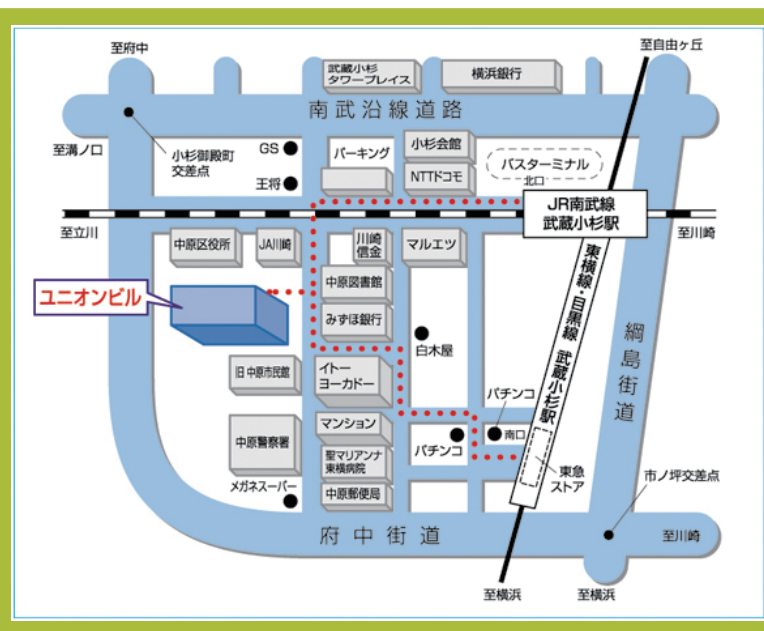 至府中
至自由ヶ丘
武蔵小杉
タワープレイス
横浜銀行
南武沿線道路
至溝ノ口
小杉御殿町
交差点
GS
王将
パーキング
小杉会館
NTTドコモ
バスターミナル
北口
JR南武線
武蔵小杉駅
至立川
至川崎
中原区役所
JA川崎
川崎
信金
マルエツ
ユニオンビル
中原図書館
みずほ銀行
白木屋
東横線・目黒線 武蔵小杉駅
綱島街道
旧 中原市民館
イトー
ヨーカドー
パチンコ
マンション
南口
パチンコ
中原警察署
聖マリアンナ
東横病院
東急
ストア
市ノ坪交差点
メガネスーパー
中原郵便局
府中街道
至川崎
至横浜
至横浜